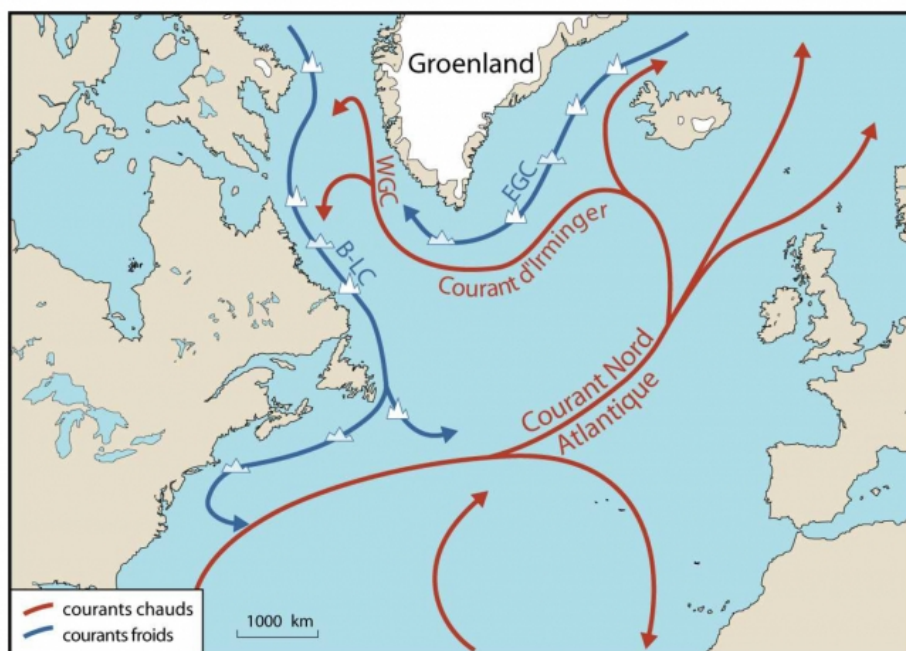 Groenland
WGC
EGC
B-LC
Courant d'Irminger
Courant Nord
Atlantique
courants chauds
courants froids
1000 km